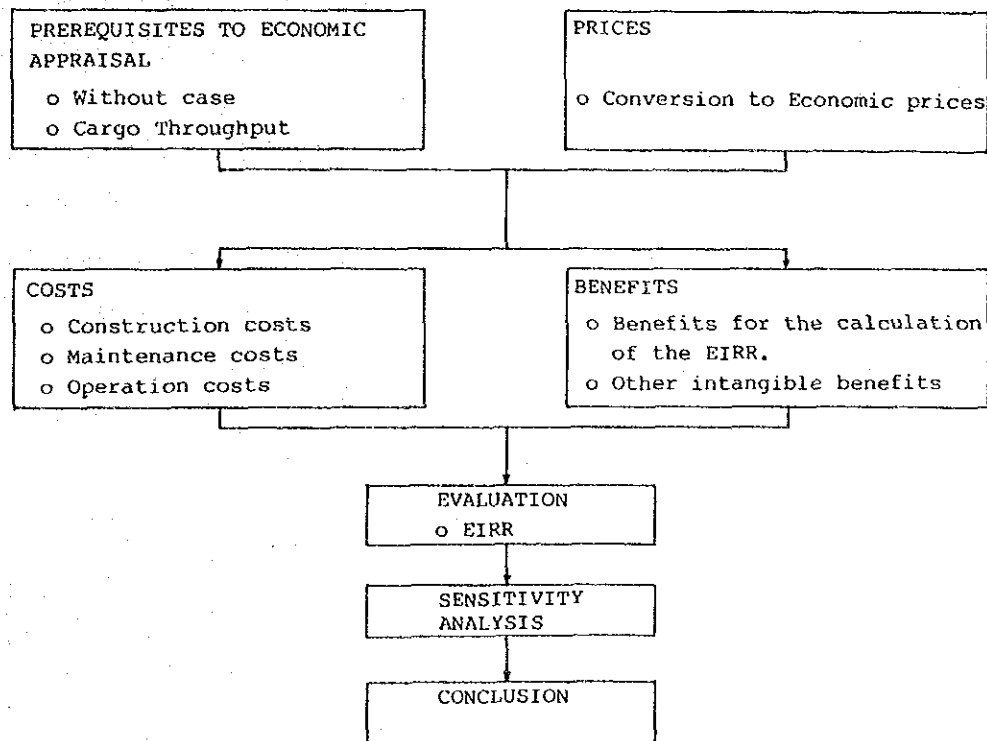 PREREQUISITES TO ECONOMIC
APPRAISAL
o Without case
o Cargo Throughput
PRICES
o Conversion to Economic prices
COSTS
o Construction costs
o Maintenance costs
o Operation costs
BENEFITS
o Benefits for the calculation
of the EIRR.
o Other intangible benefits
EVALUATION
o EIRR
SENSITIVITY
ANALYSIS
CONCLUSION